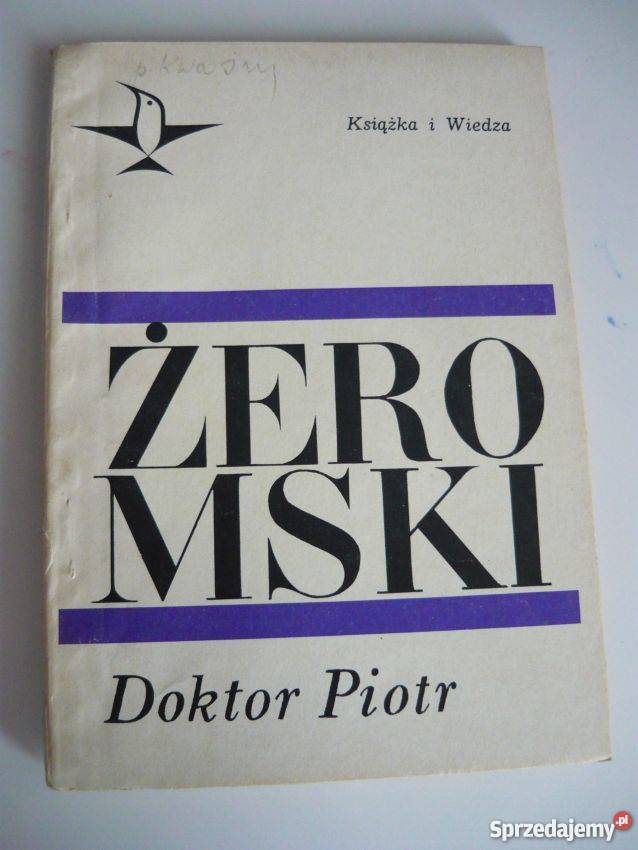 Książka i Wiedza
ŻERO
MSKI
Doktor Piotr
Sprzedajemy.pl